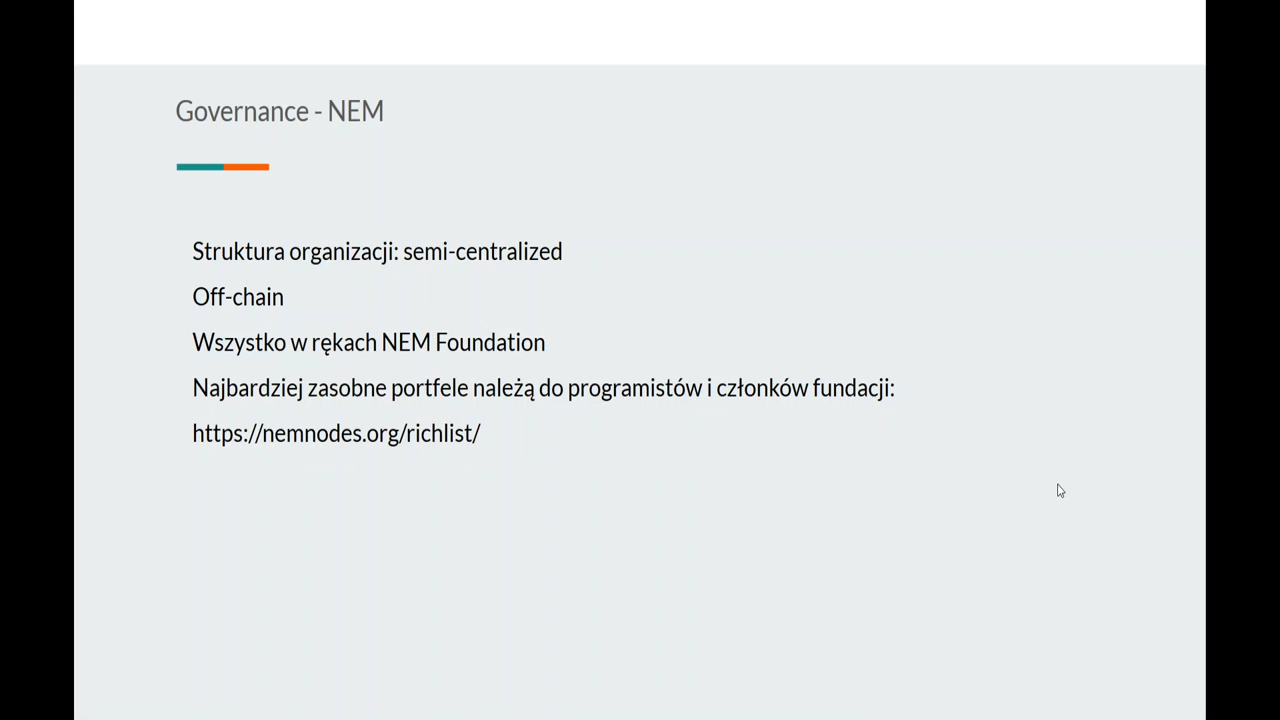 Governance - NEM
Struktura organizacji: semi-centralized
Off-chain
Wszystko w rękach NEM Foundation
Najbardziej zasobne portfele należą do programistów i członków fundacji:
https://nemnodes.org/richlist/